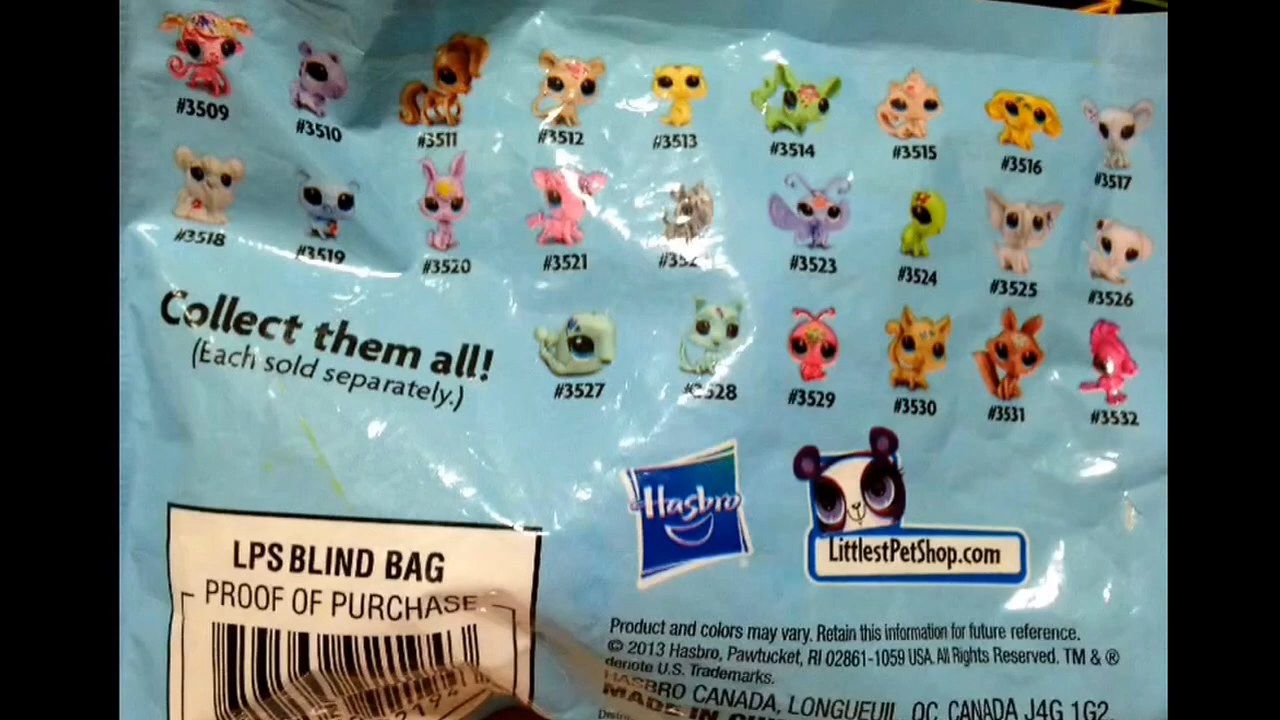 #3509 #3510 #3511 #3512 #3513 #3514 #3515 #3516 #3517
#3518 #3519 #3520 #3521 #3523 #3524 #3525 #3526
Collect them all!
(Each sold separately.)
#3527 #3528 #3529 #3530 #3531 #3532
Hasbro
LittlestPetShop.com
LPS BLIND BAG
PROOF OF PURCHASE
Product and colors may vary. Retain this information for future reference.
© 2013 Hasbro, Pawtucket, RI 02861-1059 USA. All Rights Reserved. TM & ®
denote U.S. Trademarks.
HASBRO CANADA, LONGUEUIL, QC, CANADA J4G 1G2.
MADE IN